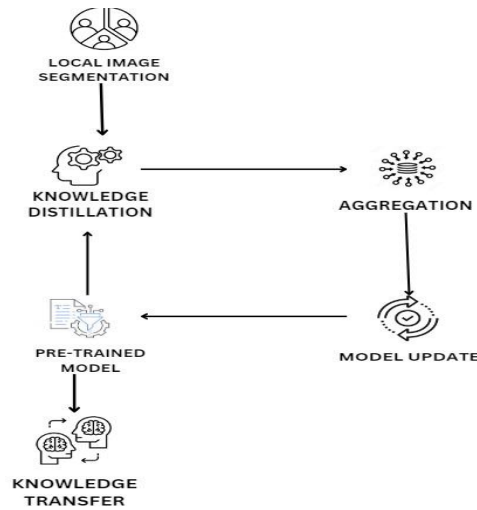 LOCAL IMAGE
SEGMENTATION
KNOWLEDGE
DISTILLATION
AGGREGATION
PRE-TRAINED
MODEL
MODEL UPDATE
KNOWLEDGE
TRANSFER